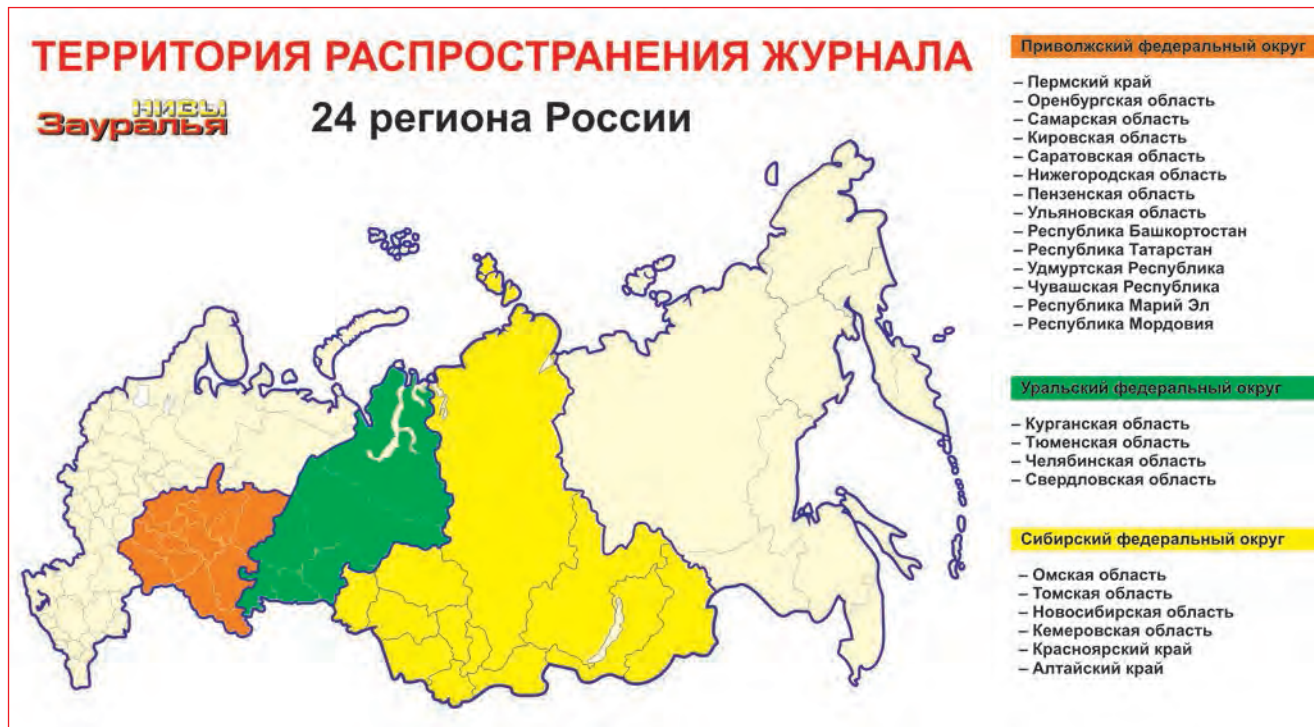 ТЕРРИТОРИЯ РАСПРОСТРАНЕНИЯ ЖУРНАЛА
НИВЫ
Зауралья
24 региона России
Приволжский федеральный округ
– Пермский край
– Оренбургская область
– Самарская область
– Кировская область
– Саратовская область
– Нижегородская область
– Пензенская область
– Ульяновская область
– Республика Башкортостан
– Республика Татарстан
– Удмуртская Республика
– Чувашская Республика
– Республика Марий Эл
– Республика Мордовия
Уральский федеральный округ
– Курганская область
– Тюменская область
– Челябинская область
– Свердловская область
Сибирский федеральный округ
– Омская область
– Томская область
– Новосибирская область
– Кемеровская область
– Красноярский край
– Алтайский край